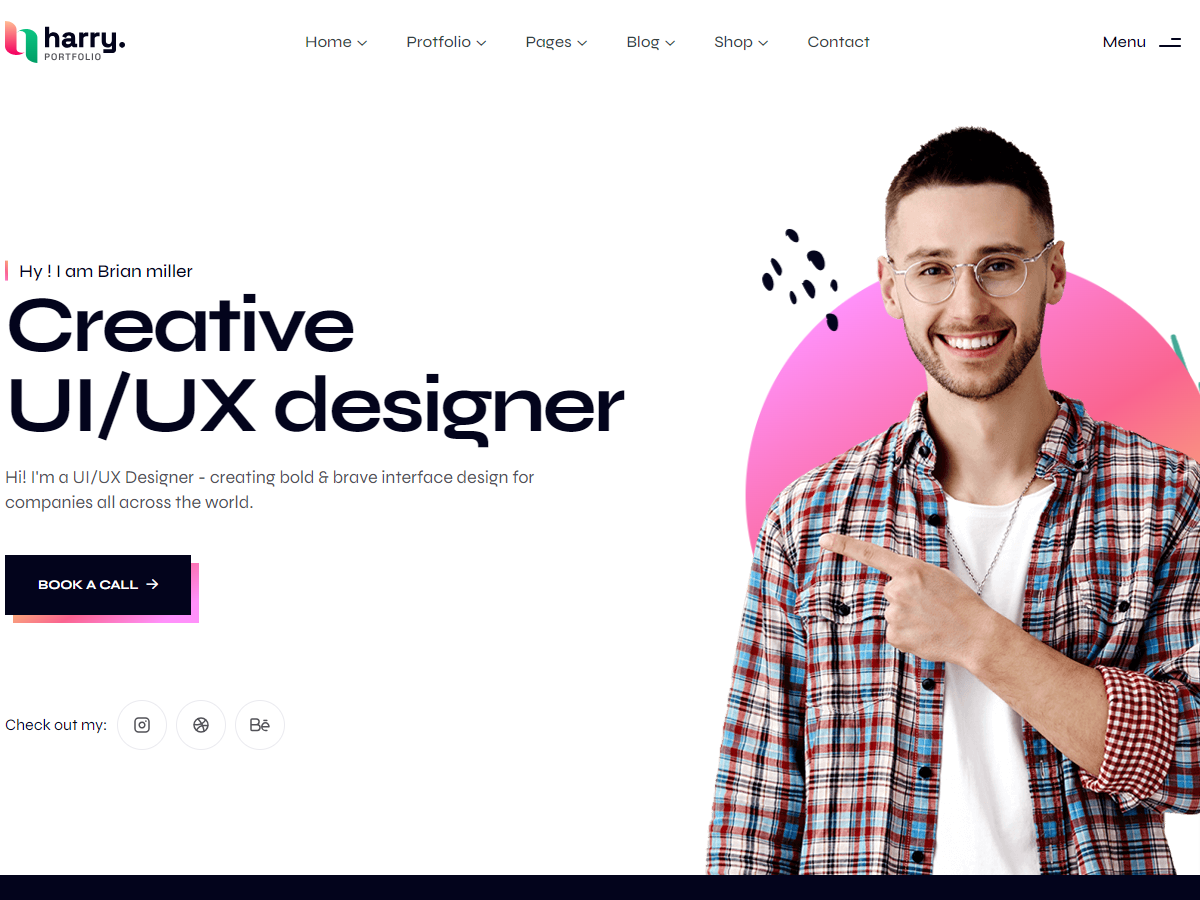 harry.
PORTFOLIO
Home
Protfolio
Pages
Blog
Shop
Contact
Menu
Hy ! I am Brian miller
Creative
UI/UX designer
Hi! I'm a UI/UX Designer - creating bold & brave interface design for
companies all across the world.
BOOK A CALL →
Check out my:
Bē